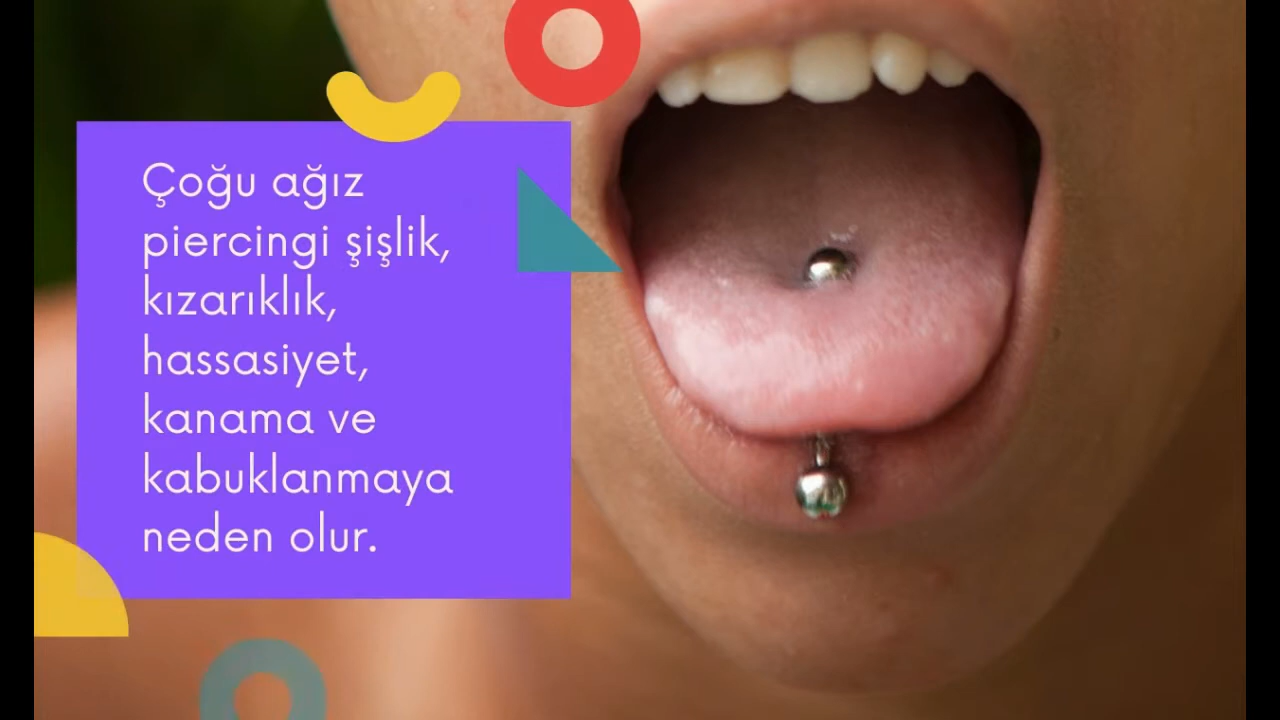 Çoğu ağız
piercingi şişlik,
kızarıklık,
hassasiyet,
kanama ve
kabuklanmaya
neden olur.